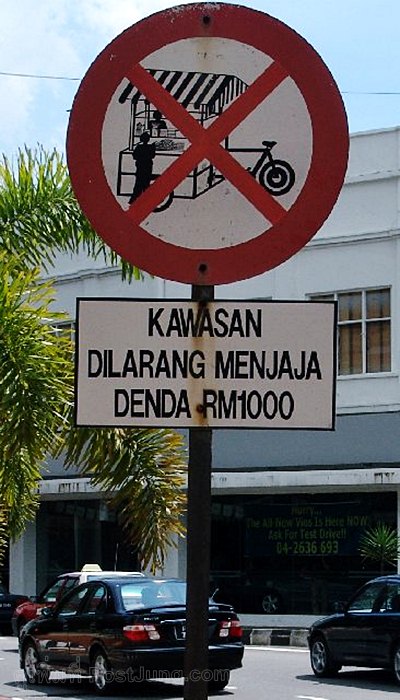 KAWASAN
DILARANG MENJAJA
DENDA RM1000
Hurry...
The All New Vios Is Here NOW!
Ask For Test Drive!!
04-2636 593